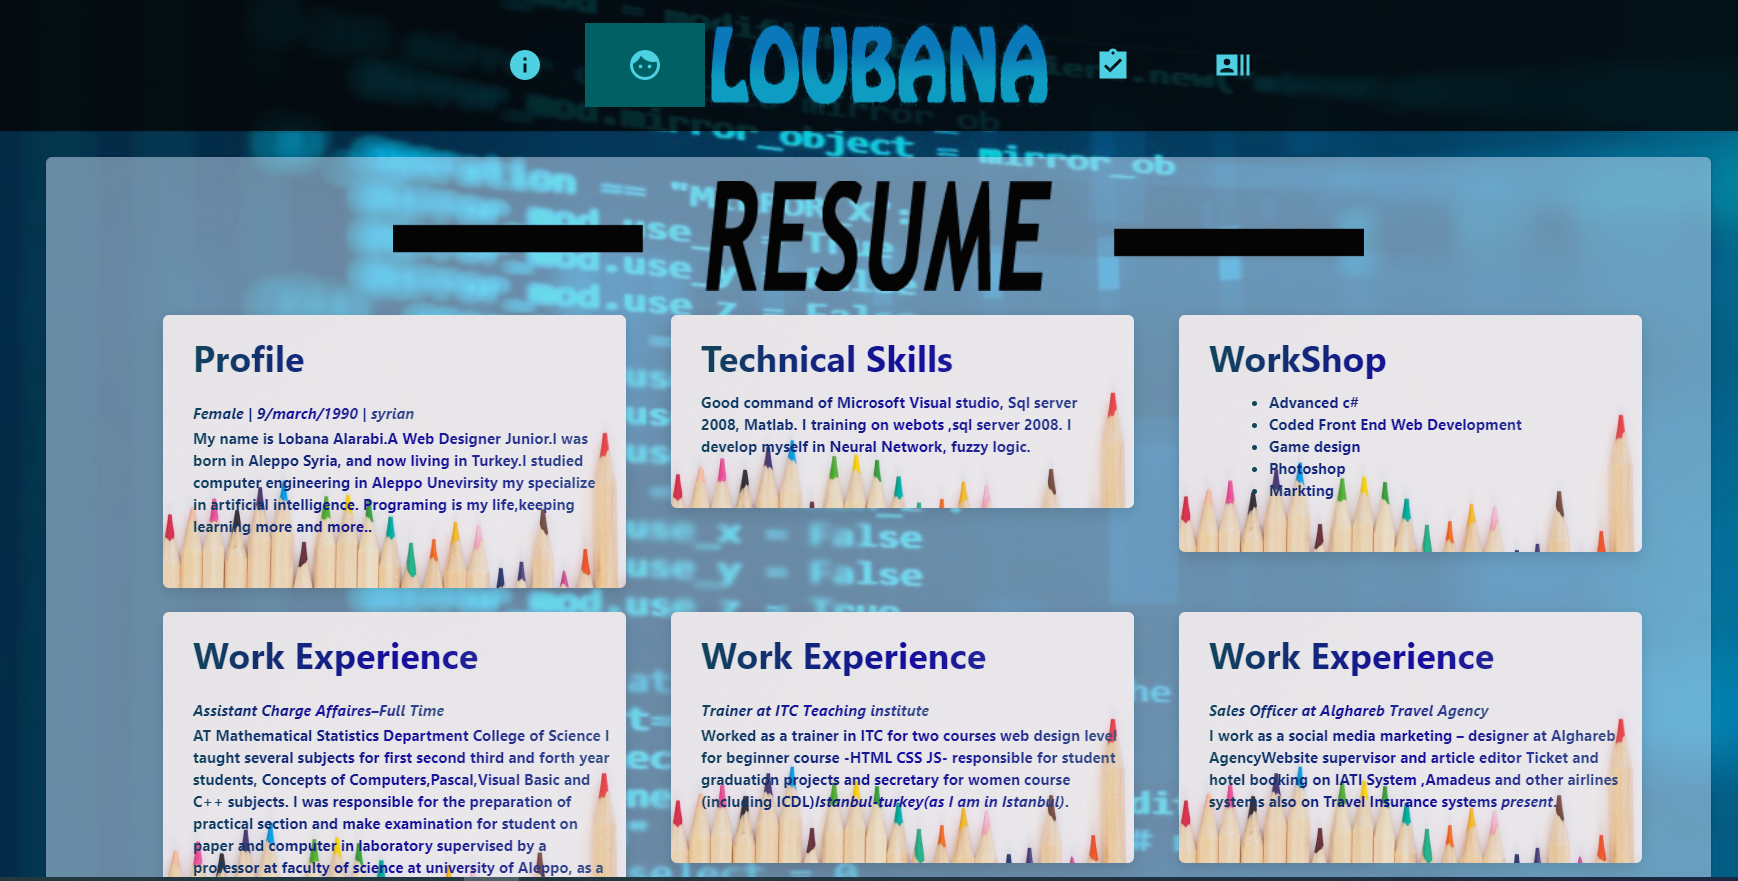 LOUBANA
RESUME
Profile
Female | 9/march/1990 | syrian
My name is Lobana Alarabi.A Web Designer Junior.I was
born in Aleppo Syria, and now living in Turkey.I studied
computer engineering in Aleppo Unevirsity my specialize
in artificial intelligence. Programing is my life,keeping
learning more and more..
Technical Skills
Good command of Microsoft Visual studio, Sql server
2008, Matlab. I training on webots ,sql server 2008. I
develop myself in Neural Network, fuzzy logic.
WorkShop
Advanced c#
Coded Front End Web Development
Game design
Photoshop
Markting
Work Experience
Assistant Charge Affaires–Full Time
AT Mathematical Statistics Department College of Science I
taught several subjects for first second third and forth year
students, Concepts of Computers,Pascal,Visual Basic and
C++ subjects. I was responsible for the preparation of
practical section and make examination for student on
paper and computer in laboratory supervised by a
professor at faculty of science at university of Aleppo, as a
Work Experience
Trainer at ITC Teaching institute
Worked as a trainer in ITC for two courses web design level
for beginner course -HTML CSS JS- responsible for student
graduation projects and secretary for women course
(including ICDL)Istanbul-turkey(as I am in Istanbul).
Work Experience
Sales Officer at Alghareb Travel Agency
I work as a social media marketing – designer at Alghareb
AgencyWebsite supervisor and article editor Ticket and
hotel booking on IATI System ,Amadeus and other airlines
systems also on Travel Insurance systems present.
mirror_object = mirror_ob
use_x = False
use_y = False